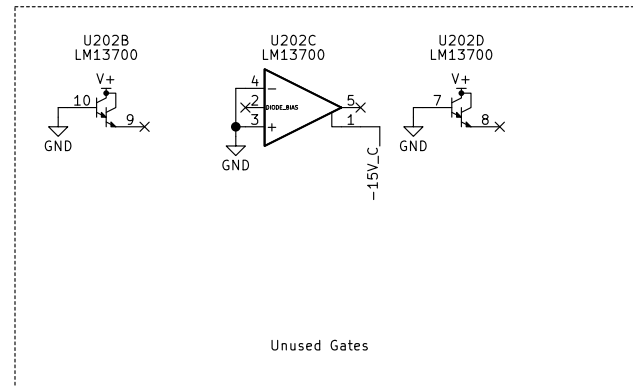 U202B
LM13700
V+
10
9
GND
U202C
LM13700
4
−
2
DIODE_BIAS
5
3
+
1
GND
-15V_C
U202D
LM13700
V+
7
8
GND
Unused Gates